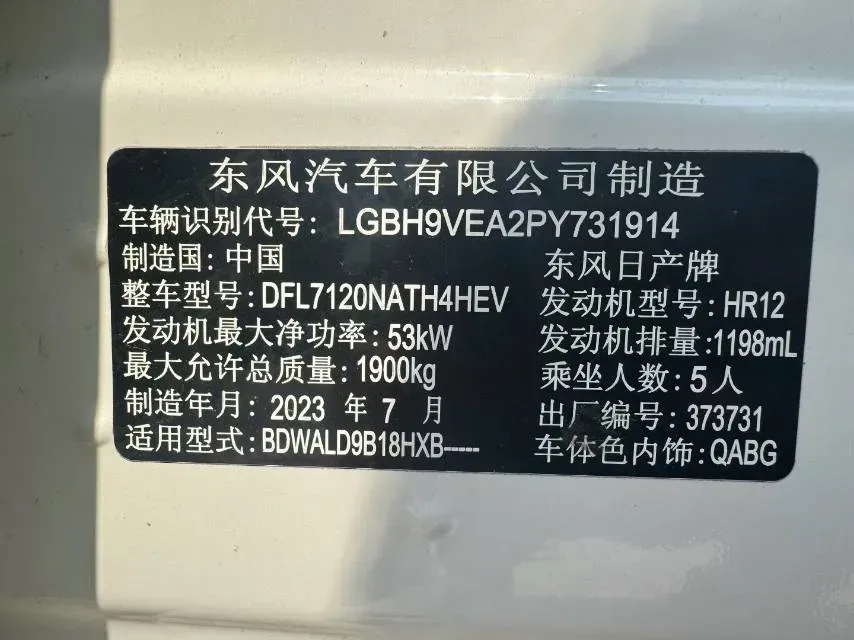 东风汽车有限公司制造
车辆识别代号: LGBH9VEA2PY731914
制造国: 中国 东风日产牌
整车型号: DFL7120NATH4HEV 发动机型号: HR12
发动机最大净功率: 53kW 发动机排量: 1198mL
最大允许总质量: 1900kg 乘坐人数: 5人
制造年月: 2023 年 7 月 出厂编号: 373731
适用型式: BDWALD9B18HXB----- 车体色内饰: QABG